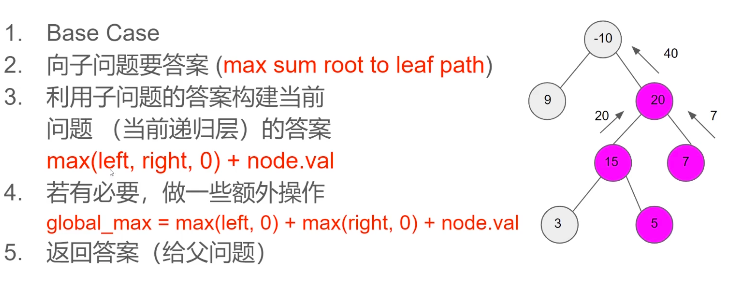 1. Base Case
2. 向子问题要答案 (max sum root to leaf path)
3. 利用子问题的答案构建当前
问题 （当前递归层）的答案
max(left, right, 0) + node.val
4. 若有必要，做一些额外操作
global_max = max(left, 0) + max(right, 0) + node.val
5. 返回答案（给父问题）
-10
40
9
20
20
7
15
7
3
5